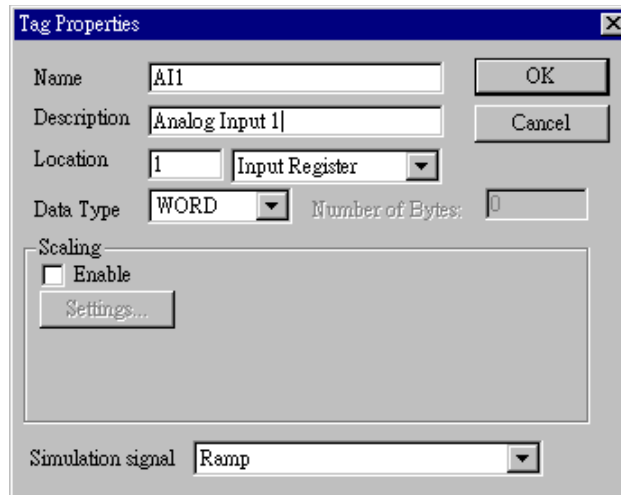 Tag Properties
Name AI1 OK
Description Analog Input 1 Cancel
Location 1 Input Register
Data Type WORD Number of Bytes: 0
Scaling
Enable
Settings...
Simulation signal Ramp